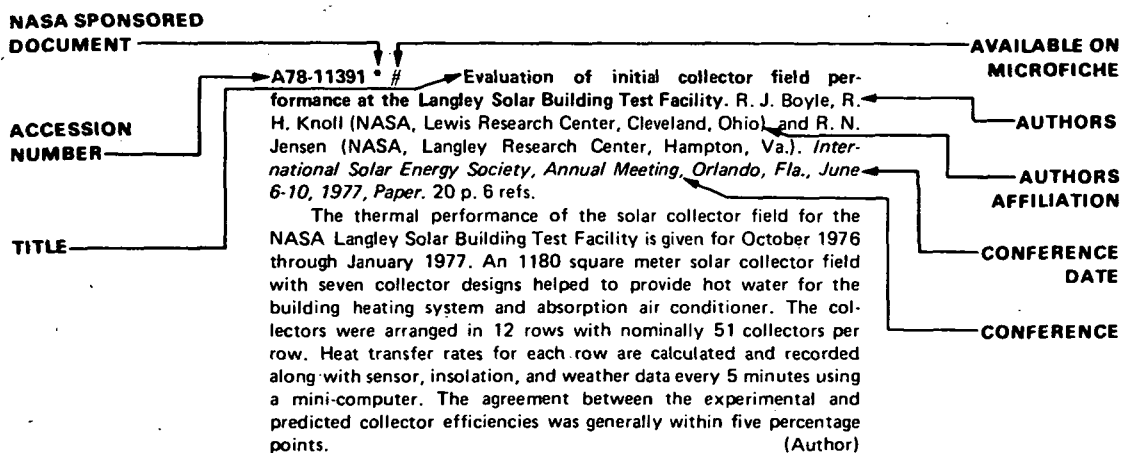 NASA SPONSORED
DOCUMENT
AVAILABLE ON
MICROFICHE
ACCESSION
NUMBER
TITLE
AUTHORS
AUTHORS
AFFILIATION
CONFERENCE
DATE
CONFERENCE
A78-11391 * # Evaluation of initial collector field per-
formance at the Langley Solar Building Test Facility. R. J. Boyle, R.
H. Knoll (NASA, Lewis Research Center, Cleveland, Ohio) and R. N.
Jensen (NASA, Langley Research Center, Hampton, Va.). Inter-
national Solar Energy Society, Annual Meeting, Orlando, Fla., June
6-10, 1977, Paper. 20 p. 6 refs.
The thermal performance of the solar collector field for the
NASA Langley Solar Building Test Facility is given for October 1976
through January 1977. An 1180 square meter solar collector field
with seven collector designs helped to provide hot water for the
building heating system and absorption air conditioner. The col-
lectors were arranged in 12 rows with nominally 51 collectors per
row. Heat transfer rates for each row are calculated and recorded
along with sensor, insolation, and weather data every 5 minutes using
a mini-computer. The agreement between the experimental and
predicted collector efficiencies was generally within five percentage
points. (Author)